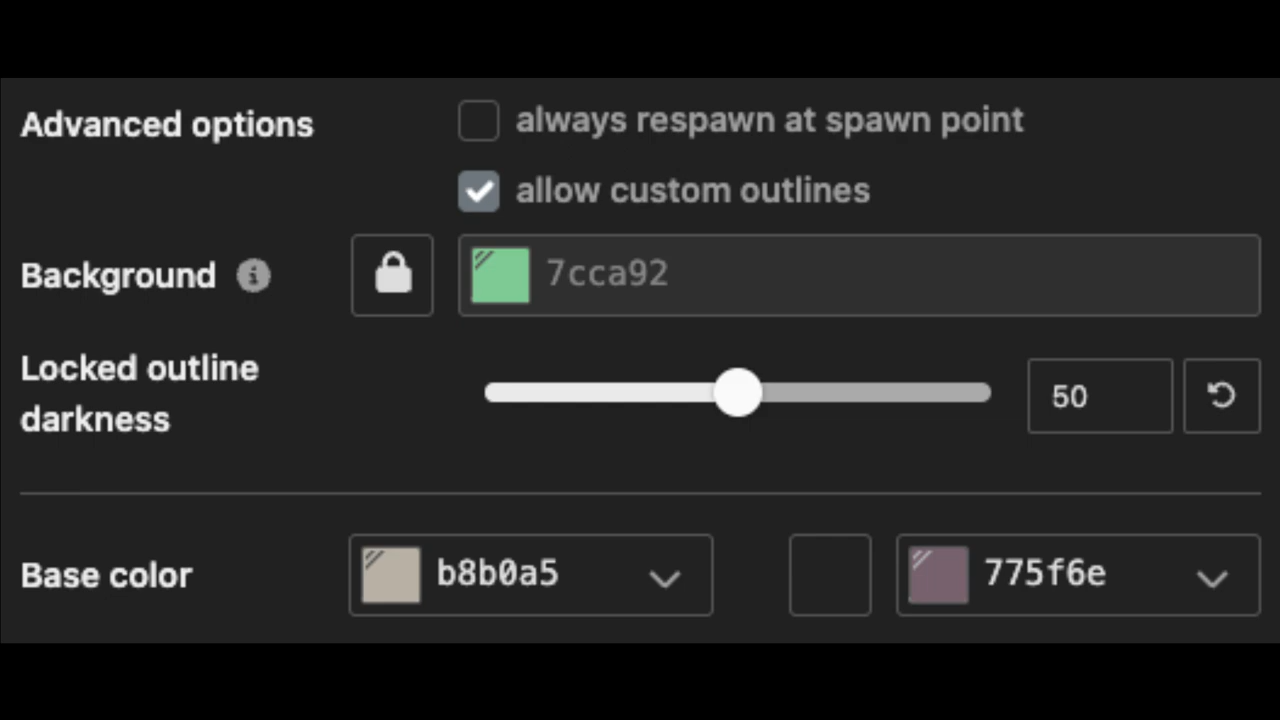 Advanced options
always respawn at spawn point
allow custom outlines
Background
7cca92
Locked outline
darkness
50
Base color
b8b0a5
775f6e